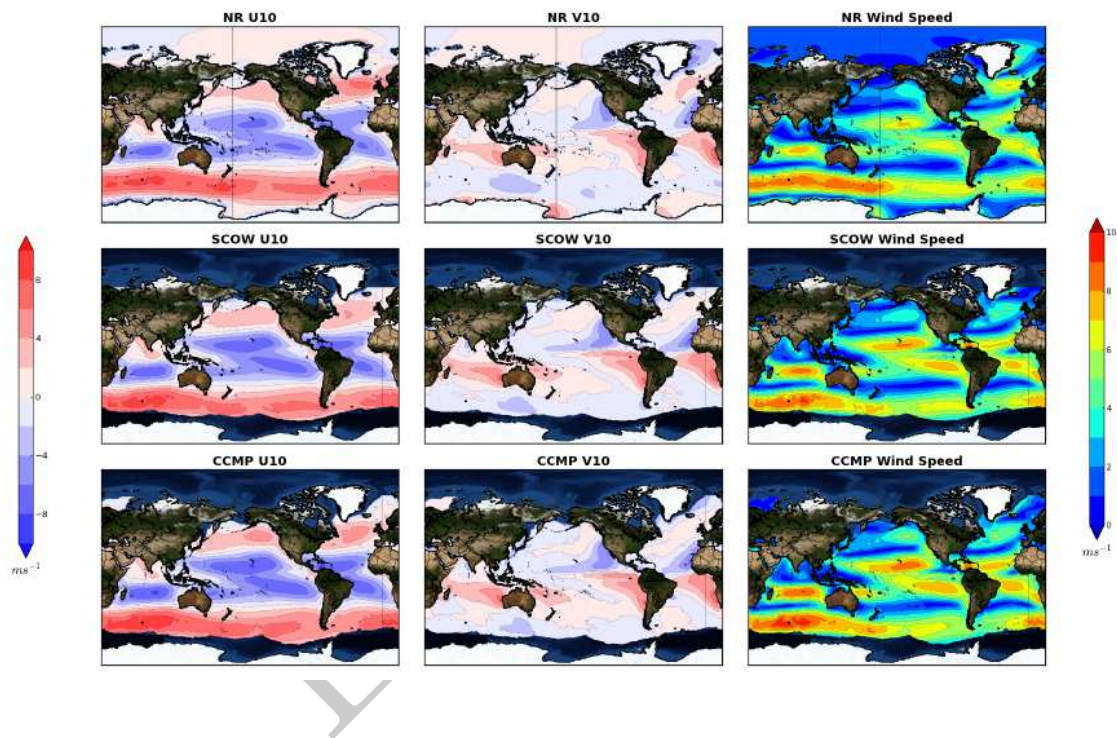 NR U10 NR V10 NR Wind Speed
SCOW U10 SCOW V10 SCOW Wind Speed
8
4
0
−4
−8
ms⁻¹
10
8
6
4
2
0
ms⁻¹
CCMP U10 CCMP V10 CCMP Wind Speed